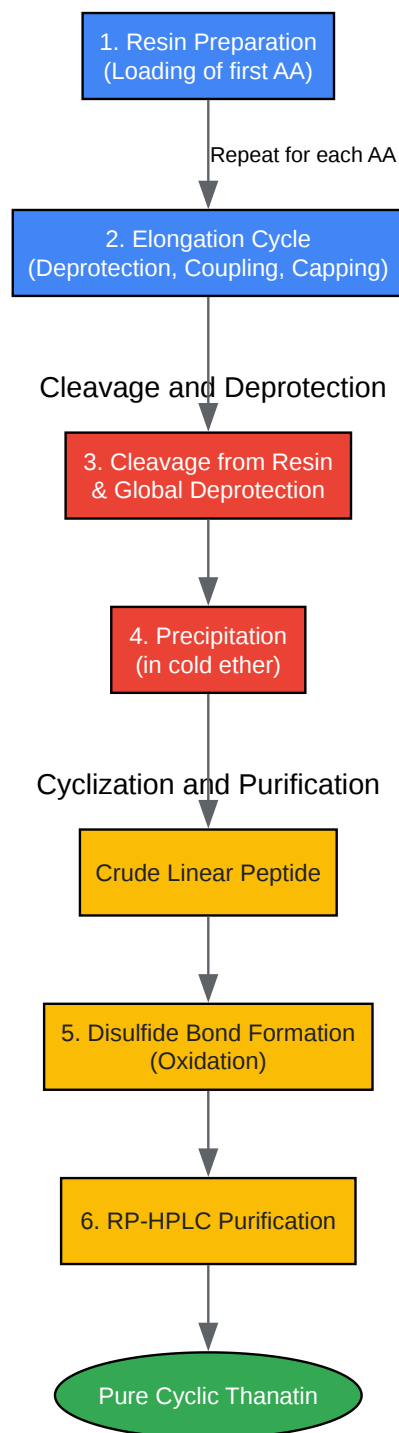 1. Resin Preparation
(Loading of first AA)
Repeat for each AA
2. Elongation Cycle
(Deprotection, Coupling, Capping)
Cleavage and Deprotection
3. Cleavage from Resin
& Global Deprotection
4. Precipitation
(in cold ether)
Cyclization and Purification
Crude Linear Peptide
5. Disulfide Bond Formation
(Oxidation)
6. RP-HPLC Purification
Pure Cyclic Thanatin